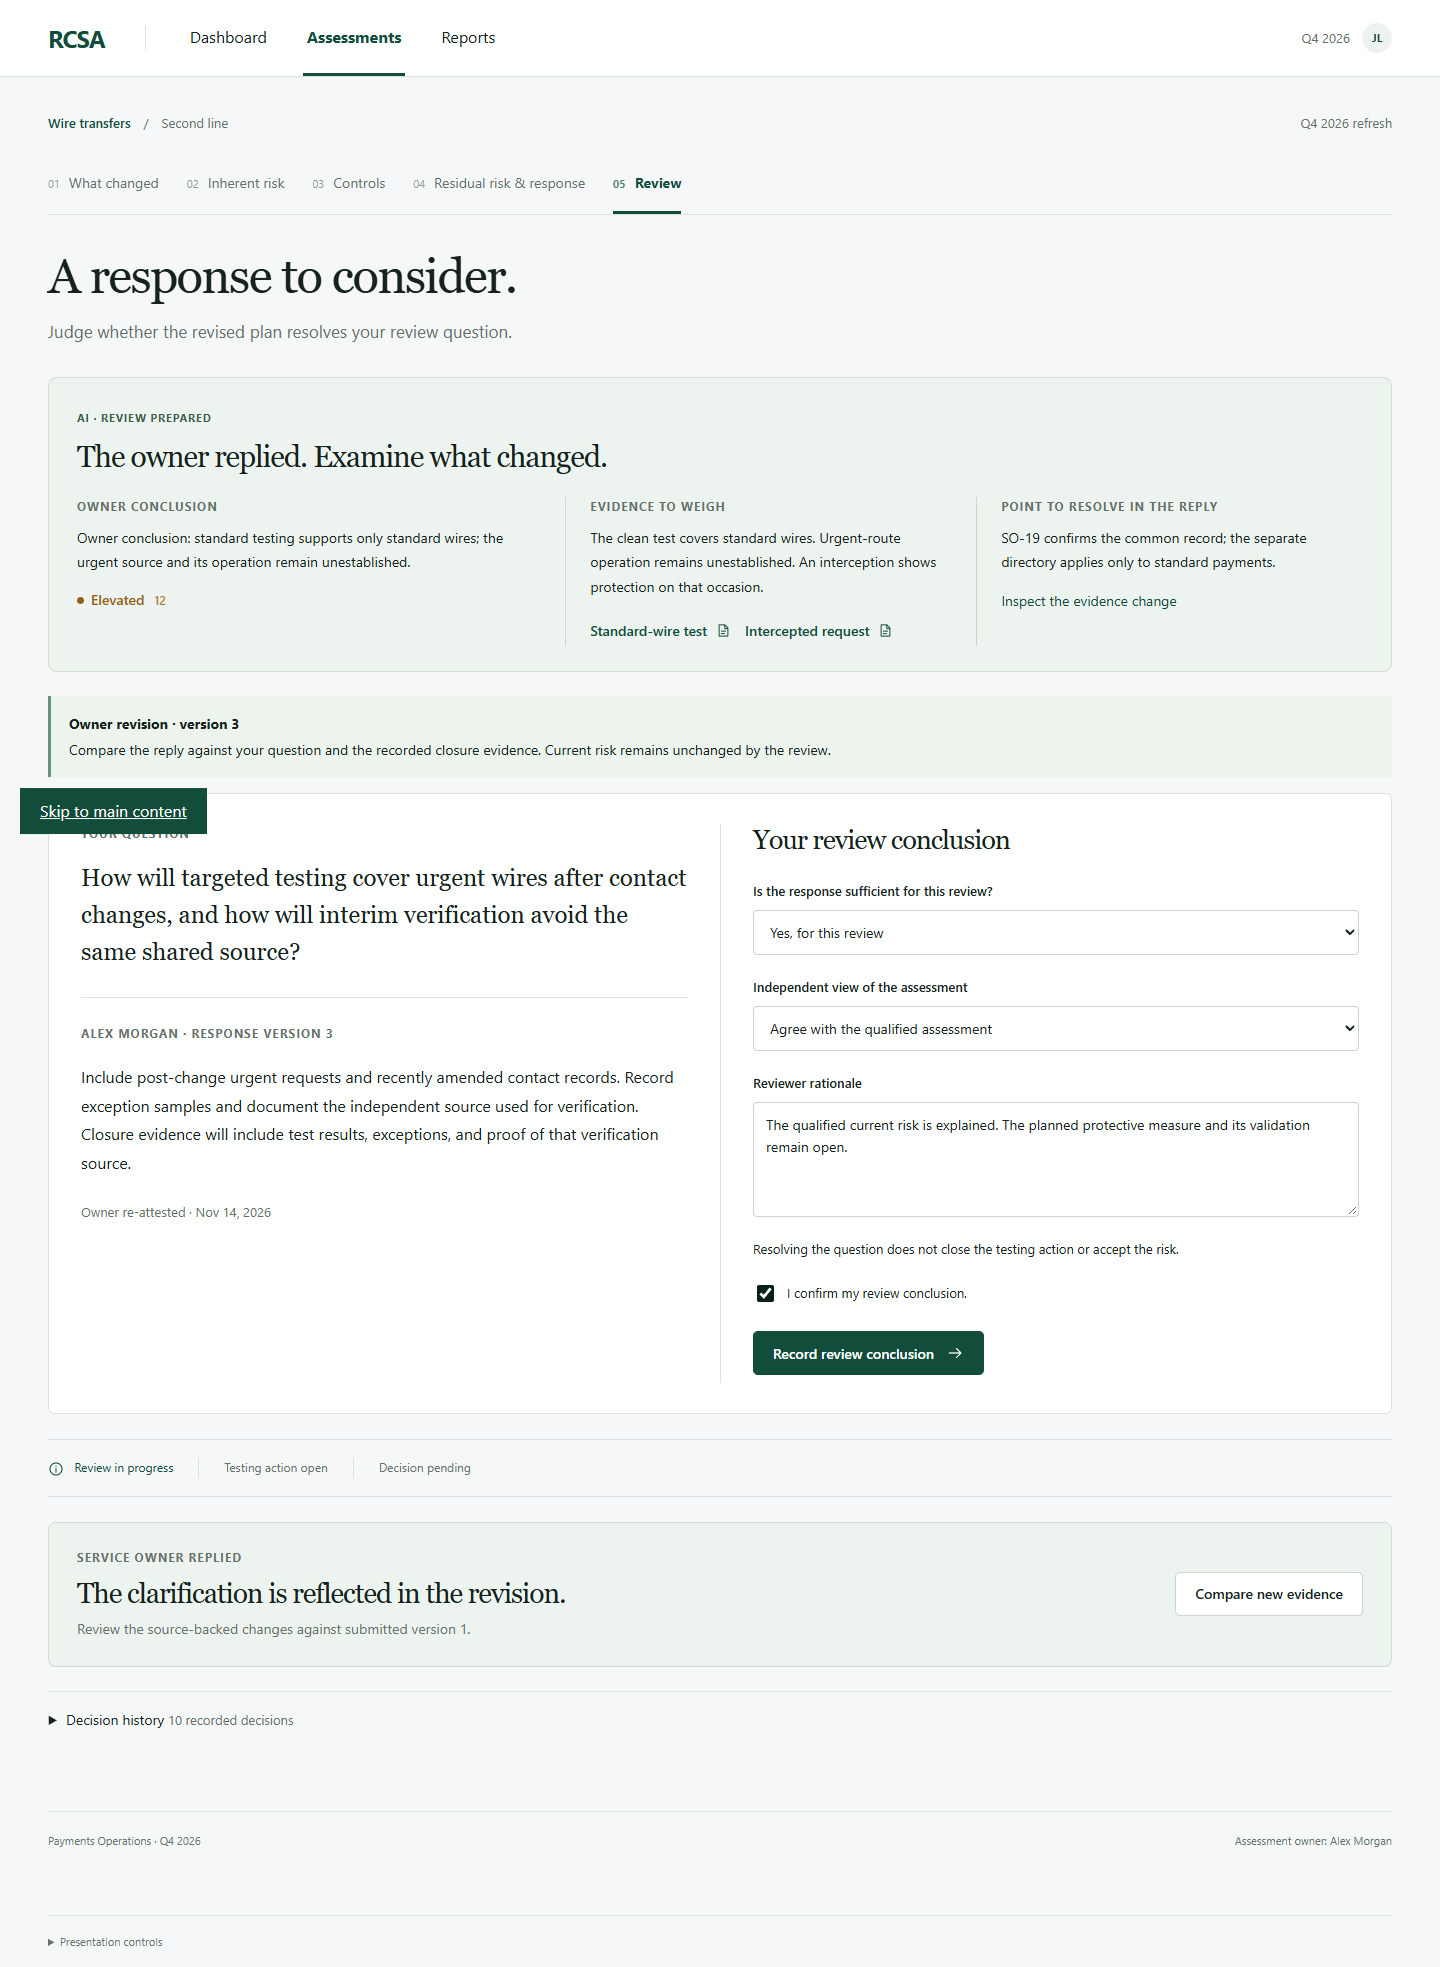 RCSA
Dashboard
Assessments
Reports
Q4 2026
JL
Wire transfers / Second line
Q4 2026 refresh
01 What changed
02 Inherent risk
03 Controls
04 Residual risk & response
05 Review
A response to consider.
Judge whether the revised plan resolves your review question.
AI · REVIEW PREPARED
The owner replied. Examine what changed.
OWNER CONCLUSION
Owner conclusion: standard testing supports only standard wires; the
urgent source and its operation remain unestablished.
Elevated 12
EVIDENCE TO WEIGH
The clean test covers standard wires. Urgent-route
operation remains unestablished. An interception shows
protection on that occasion.
Standard-wire test
Intercepted request
POINT TO RESOLVE IN THE REPLY
SO-19 confirms the common record; the separate
directory applies only to standard payments.
Inspect the evidence change
Owner revision · version 3
Compare the reply against your question and the recorded closure evidence. Current risk remains unchanged by the review.
Skip to main content
YOUR QUESTION
How will targeted testing cover urgent wires after contact
changes, and how will interim verification avoid the
same shared source?
ALEX MORGAN · RESPONSE VERSION 3
Include post-change urgent requests and recently amended contact records. Record
exception samples and document the independent source used for verification.
Closure evidence will include test results, exceptions, and proof of that verification
source.
Owner re-attested · Nov 14, 2026
Your review conclusion
Is the response sufficient for this review?
Yes, for this review
Independent view of the assessment
Agree with the qualified assessment
Reviewer rationale
The qualified current risk is explained. The planned protective measure and its validation
remain open.
Resolving the question does not close the testing action or accept the risk.
I confirm my review conclusion.
Record review conclusion →
Review in progress
Testing action open
Decision pending
SERVICE OWNER REPLIED
The clarification is reflected in the revision.
Review the source-backed changes against submitted version 1.
Compare new evidence
Decision history 10 recorded decisions
Payments Operations · Q4 2026
Assessment owner: Alex Morgan
Presentation controls